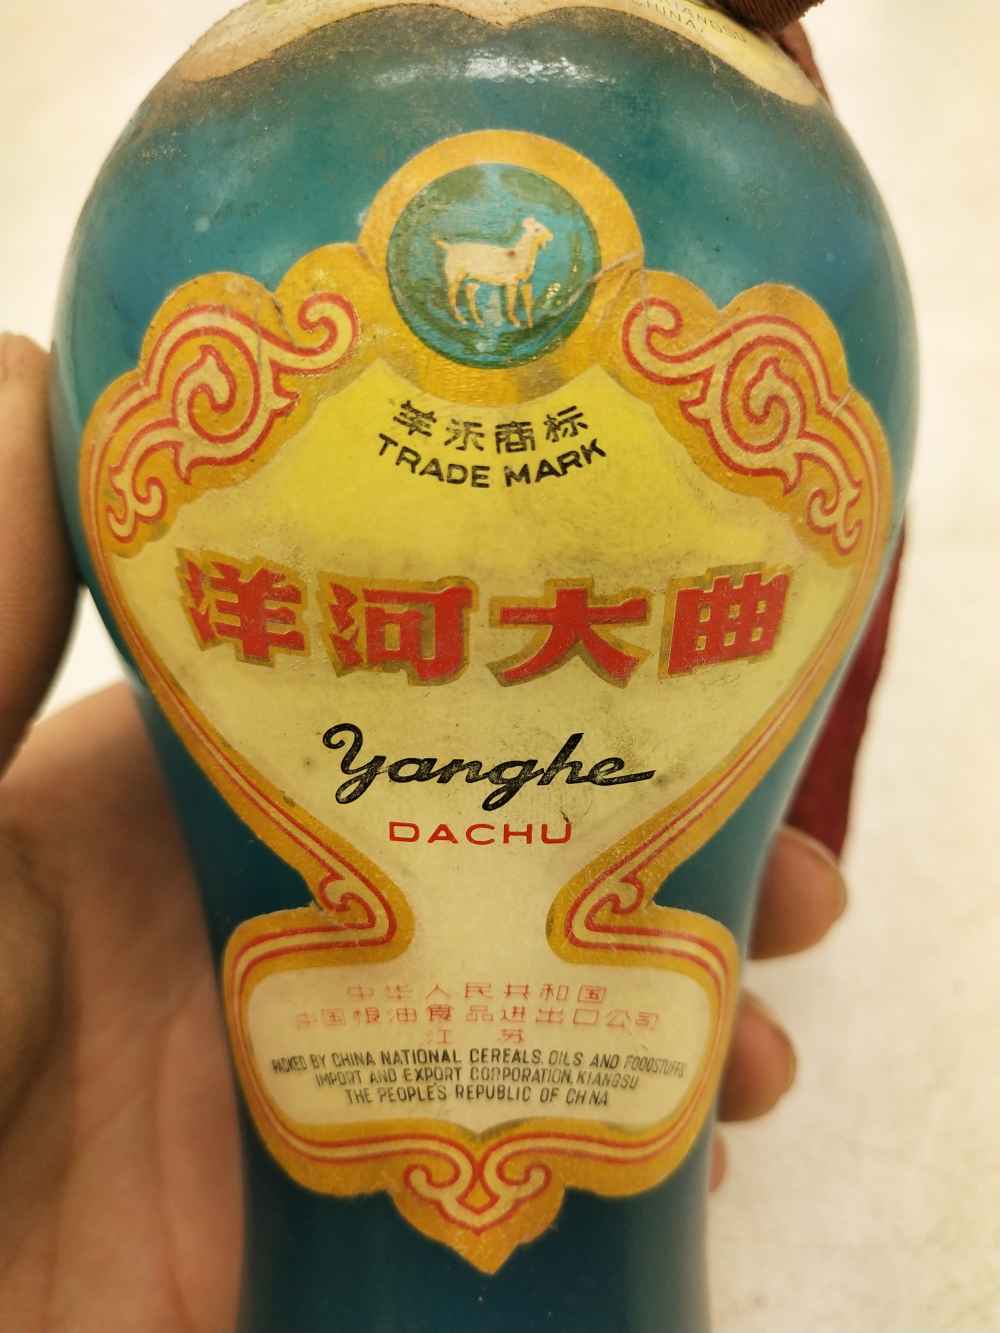 CHINA
羊禾商标
TRADE MARK
洋河大曲
Yanghe
DACHU
中华人民共和国
中国粮油食品进出口公司
江 苏
PACKED BY CHINA NATIONAL CEREALS, OILS AND FOODSTUFFS
IMPORT AND EXPORT CORPORATION, KIANGSU
THE PEOPLE'S REPUBLIC OF CHINA